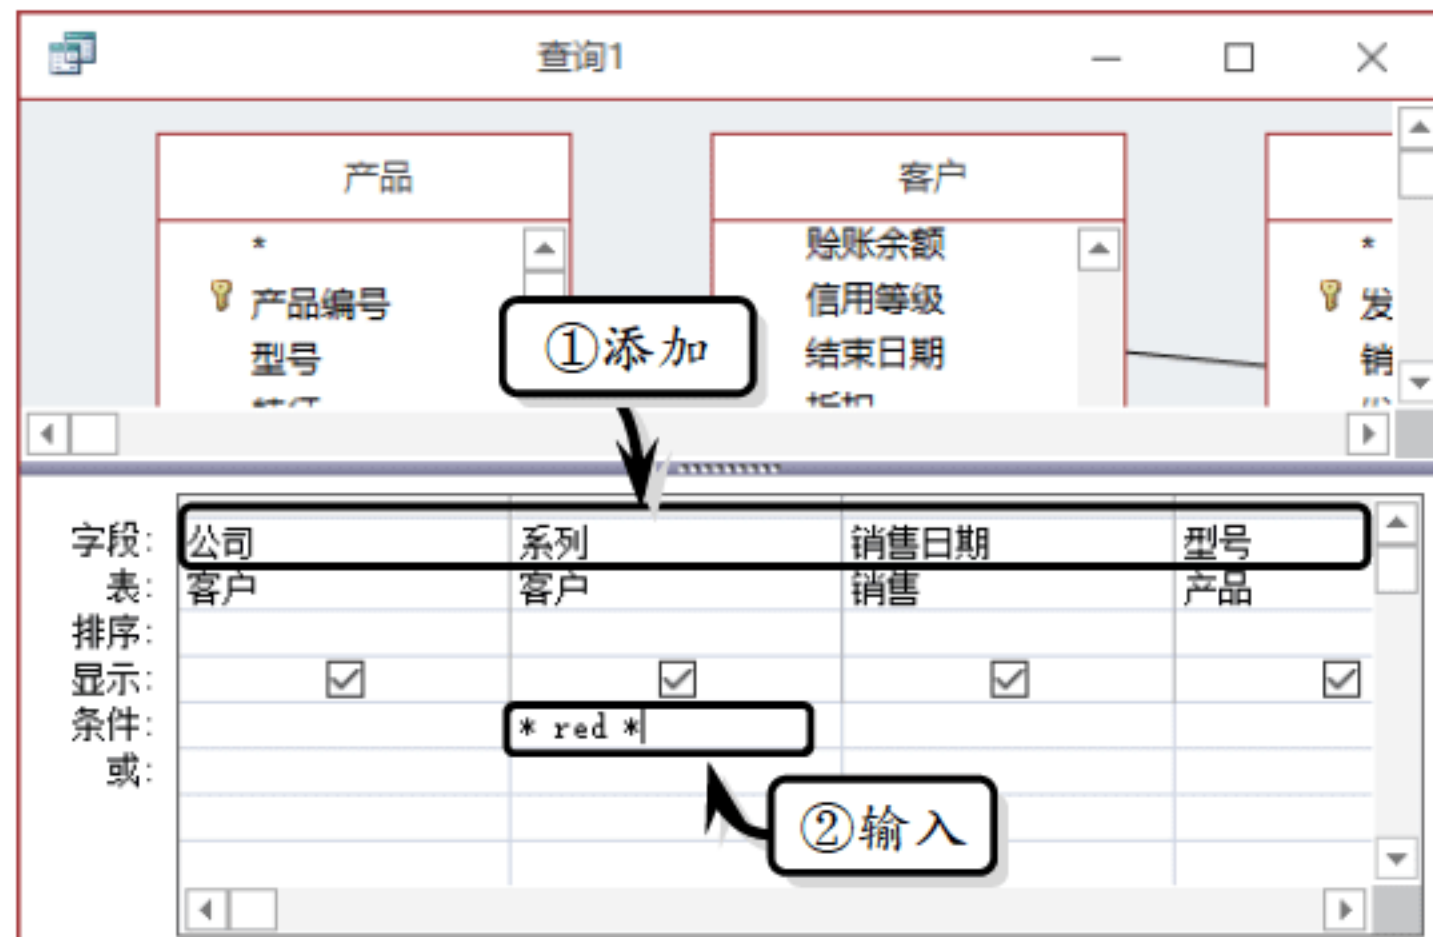 查询1
产品
客户
*
产品编号
型号
赊账余额
信用等级
结束日期
折扣
*
发
销
①添加
字段: 公司 系列 销售日期 型号
表: 客户 客户 销售 产品
排序:
显示:
条件: * red *
或:
②输入